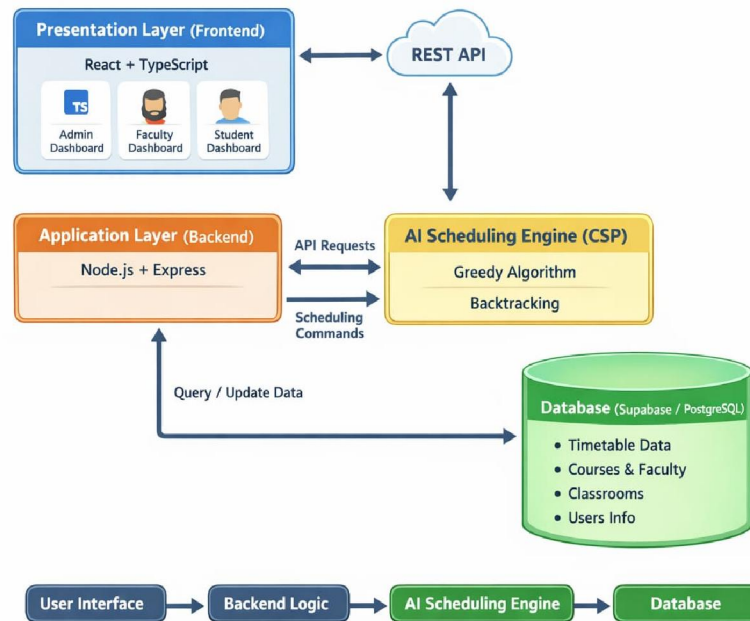 Presentation Layer (Frontend)
React + TypeScript
TS
Admin
Dashboard
Faculty
Dashboard
Student
Dashboard
REST API
Application Layer (Backend)
Node.js + Express
API Requests
Scheduling
Commands
AI Scheduling Engine (CSP)
Greedy Algorithm
Backtracking
Query / Update Data
Database (Supabase / PostgreSQL)
• Timetable Data
• Courses & Faculty
• Classrooms
• Users Info
User Interface
Backend Logic
AI Scheduling Engine
Database